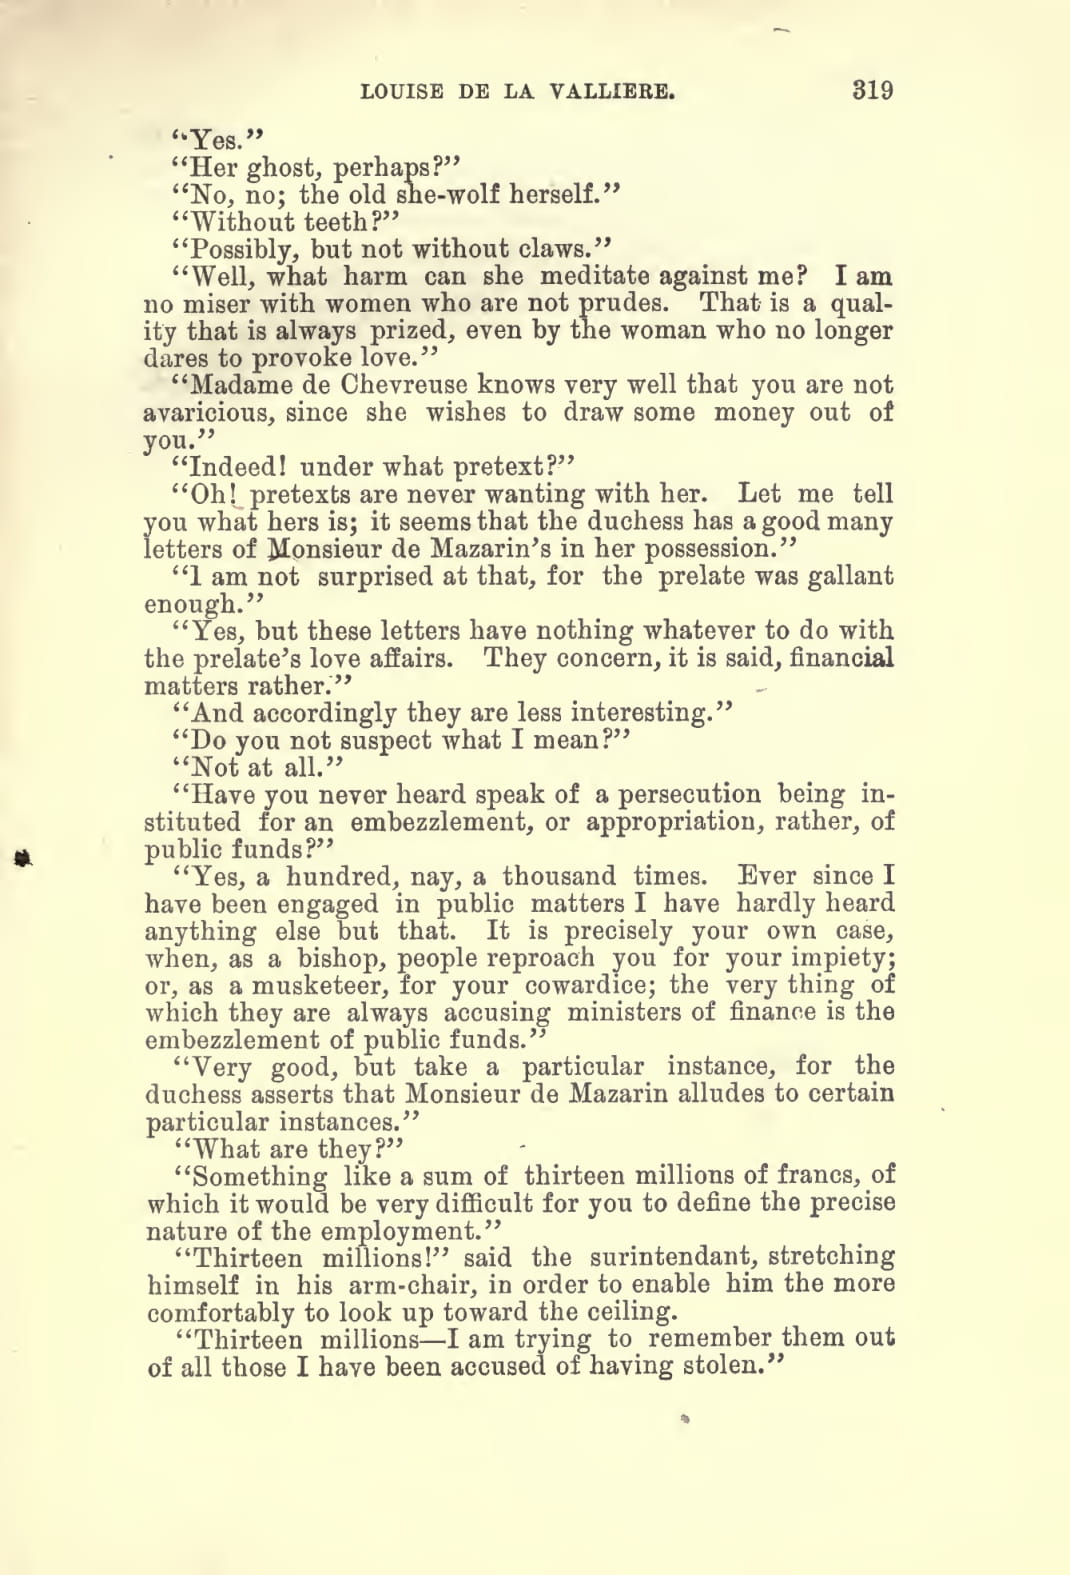 LOUISE DE LA VALLIERE. 319
“Yes.”
“Her ghost, perhaps?”
“No, no; the old she-wolf herself.”
“Without teeth?”
“Possibly, but not without claws.”
“Well, what harm can she meditate against me? I am
no miser with women who are not prudes. That is a qual-
ity that is always prized, even by the woman who no longer
dares to provoke love.”
“Madame de Chevreuse knows very well that you are not
avaricious, since she wishes to draw some money out of
you.”
“Indeed! under what pretext?”
“Oh! pretexts are never wanting with her. Let me tell
you what hers is; it seems that the duchess has a good many
letters of Monsieur de Mazarin’s in her possession.”
“I am not surprised at that, for the prelate was gallant
enough.”
“Yes, but these letters have nothing whatever to do with
the prelate’s love affairs. They concern, it is said, financial
matters rather.”
“And accordingly they are less interesting.”
“Do you not suspect what I mean?”
“Not at all.”
“Have you never heard speak of a persecution being in-
stituted for an embezzlement, or appropriation, rather, of
public funds?”
“Yes, a hundred, nay, a thousand times. Ever since I
have been engaged in public matters I have hardly heard
anything else but that. It is precisely your own case,
when, as a bishop, people reproach you for your impiety;
or, as a musketeer, for your cowardice; the very thing of
which they are always accusing ministers of finance is the
embezzlement of public funds.”
“Very good, but take a particular instance, for the
duchess asserts that Monsieur de Mazarin alludes to certain
particular instances.”
“What are they?”
“Something like a sum of thirteen millions of francs, of
which it would be very difficult for you to define the precise
nature of the employment.”
“Thirteen millions!” said the surintendant, stretching
himself in his arm-chair, in order to enable him the more
comfortably to look up toward the ceiling.
“Thirteen millions—I am trying to remember them out
of all those I have been accused of having stolen.”